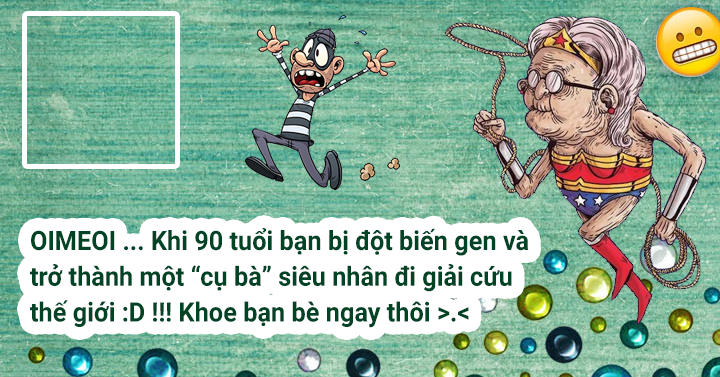 OIMEOI ... Khi 90 tuổi bạn bị đột biến gen và
trở thành một “cụ bà” siêu nhân đi giải cứu
thế giới :D !!! Khoe bạn bè ngay thôi >.<